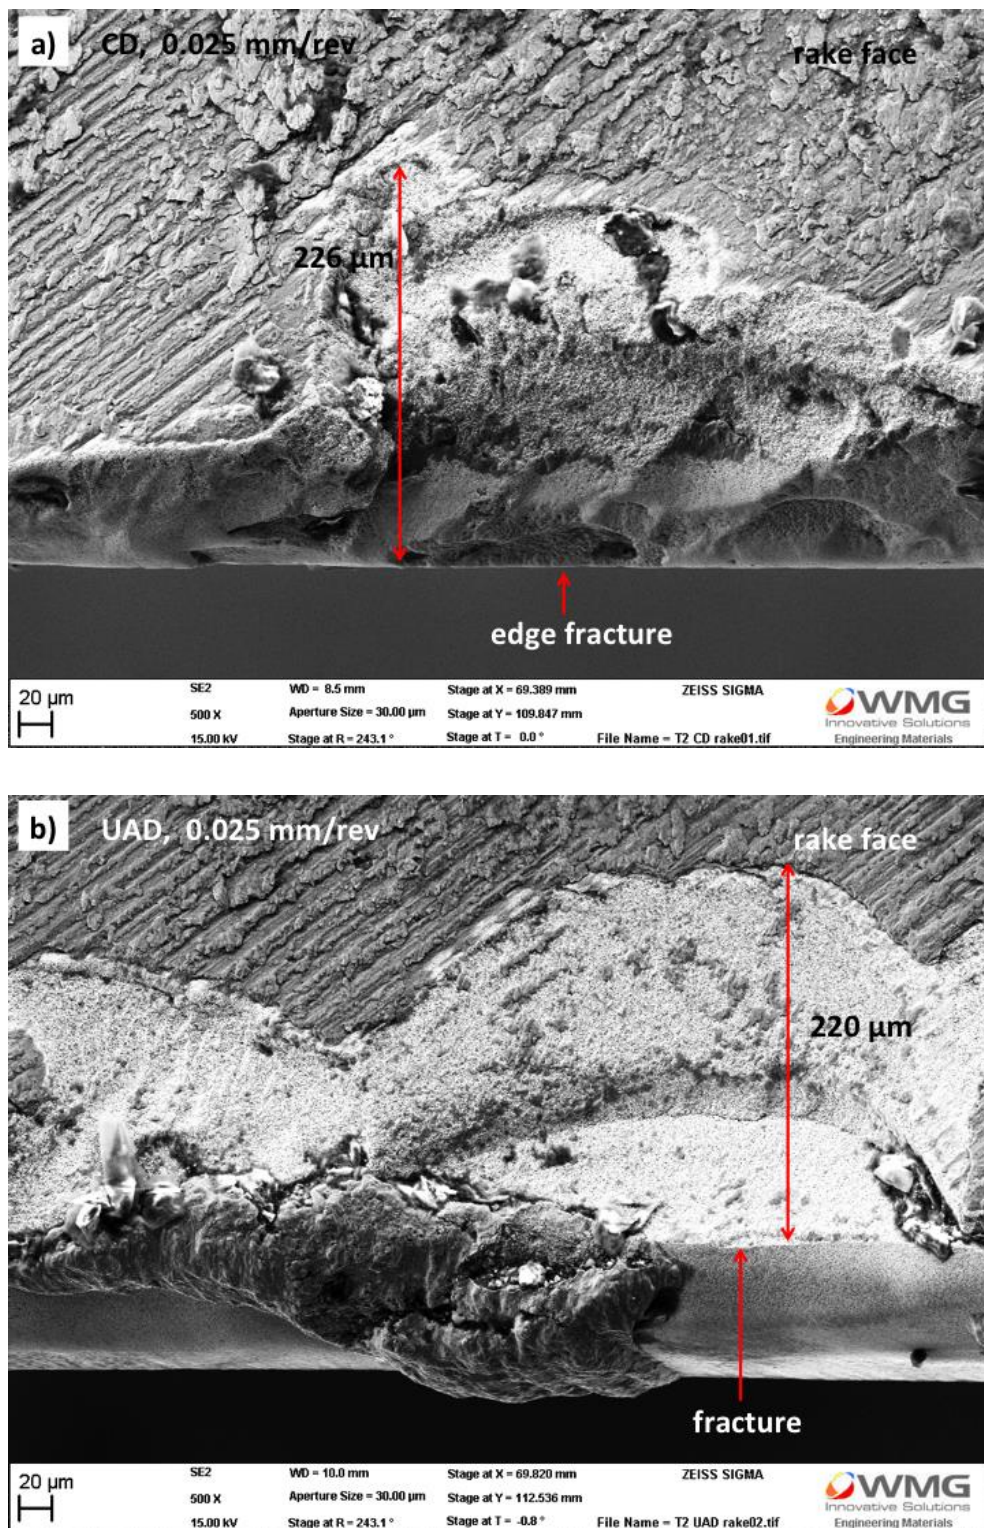 a) CD, 0.025 mm/rev
rake face
226 µm
edge fracture
20 µm
SE2
WD = 8.5 mm
Stage at X = 69.389 mm
ZEISS SIGMA
500 X
Aperture Size = 30.00 µm
Stage at Y = 109.847 mm
15.00 kV
Stage at R = 243.1 °
Stage at T = 0.0 °
File Name = T2 CD rake01.tif
WMG
Innovative Solutions
Engineering Materials
b) UAD, 0.025 mm/rev
rake face
220 µm
fracture
20 µm
SE2
WD = 10.0 mm
Stage at X = 69.820 mm
ZEISS SIGMA
500 X
Aperture Size = 30.00 µm
Stage at Y = 112.536 mm
15.00 kV
Stage at R = 243.1 °
Stage at T = -0.8 °
File Name = T2 UAD rake02.tif
WMG
Innovative Solutions
Engineering Materials